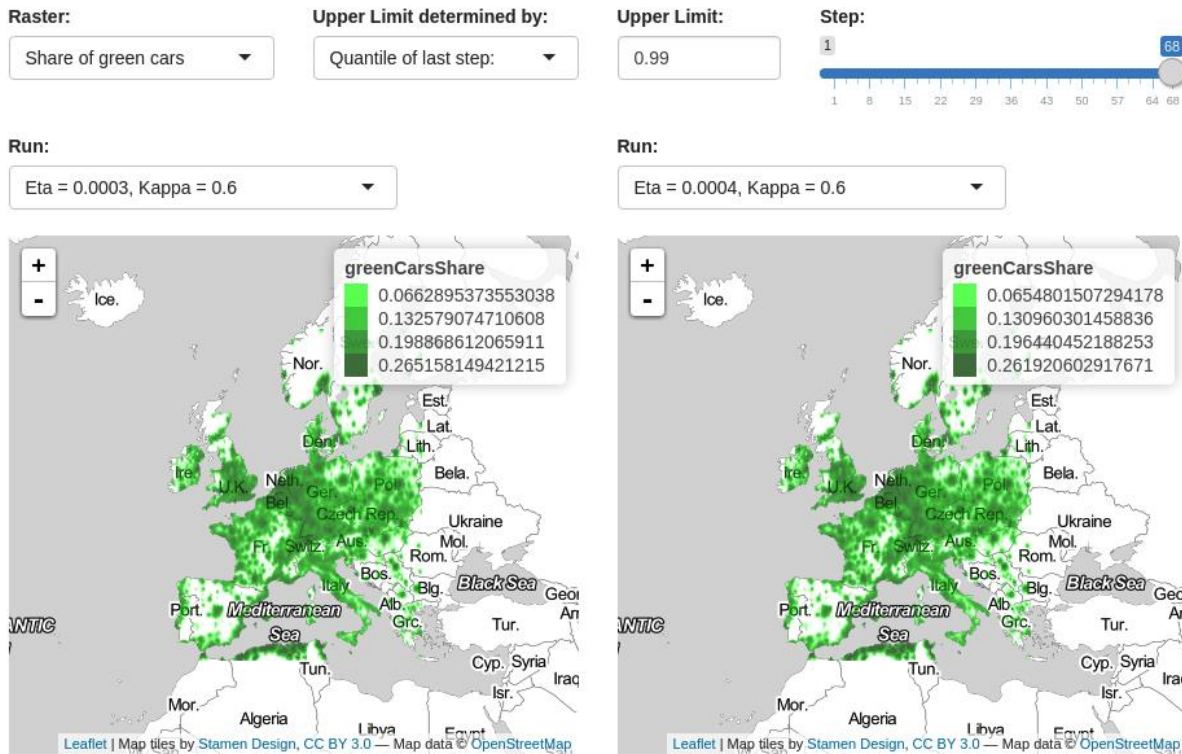 Raster:
Upper Limit determined by:
Upper Limit:
Step:
Share of green cars
Quantile of last step:
0.99
1
68
1 8 15 22 29 36 43 50 57 64 68
Run:
Eta = 0.0003, Kappa = 0.6
Run:
Eta = 0.0004, Kappa = 0.6
+
-
greenCarsShare
0.0662895373553038
0.132579074710608
0.198868612065911
0.265158149421215
Ice.
Swe.
Nor.
Est.
Lat.
Den.
Lith.
Ire.
Neth.
Bela.
U.K.
Ger.
Pol.
Bel.
Czech Rep.
Ukraine
Fr.
Switz.
Aus.
Mol.
Rom.
Bos.
Italy
Blg.
Black Sea
Port.
Mediterranean
Sea
Alb.
Geor
Grc.
Ar
ANTIC
Tur.
Tun.
Cyp.
Syria
Iraq
Isr.
Mor.
Algeria
Libya
Egypt
Leaflet | Map tiles by Stamen Design, CC BY 3.0 — Map data © OpenStreetMap
+
-
greenCarsShare
0.0654801507294178
0.130960301458836
0.196440452188253
0.261920602917671
Ice.
Swe.
Nor.
Est.
Lat.
Den.
Lith.
Ire.
Neth.
Bela.
U.K.
Ger.
Pol.
Bel.
Czech Rep.
Ukraine
Fr.
Switz.
Aus.
Mol.
Rom.
Bos.
Italy
Blg.
Black Sea
Port.
Mediterranean
Sea
Alb.
Geo
Grc.
A
ANTIC
Tur.
Tun.
Cyp.
Syria
Ira
Isr.
Mor.
Algeria
Libya
Egypt
Leaflet | Map tiles by Stamen Design, CC BY 3.0 — Map data © OpenStreetMap